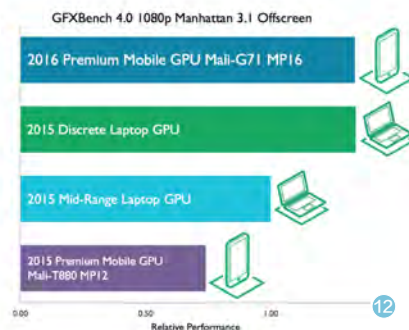 GFXBench 4.0 1080p Manhattan 3.1 Offscreen
2016 Premium Mobile GPU Mali-G71 MP16
2015 Discrete Laptop GPU
2015 Mid-Range Laptop GPU
2015 Premium Mobile GPU
Mali-T880 MP12
0.00 0.50 1.00
12
Relative Performance